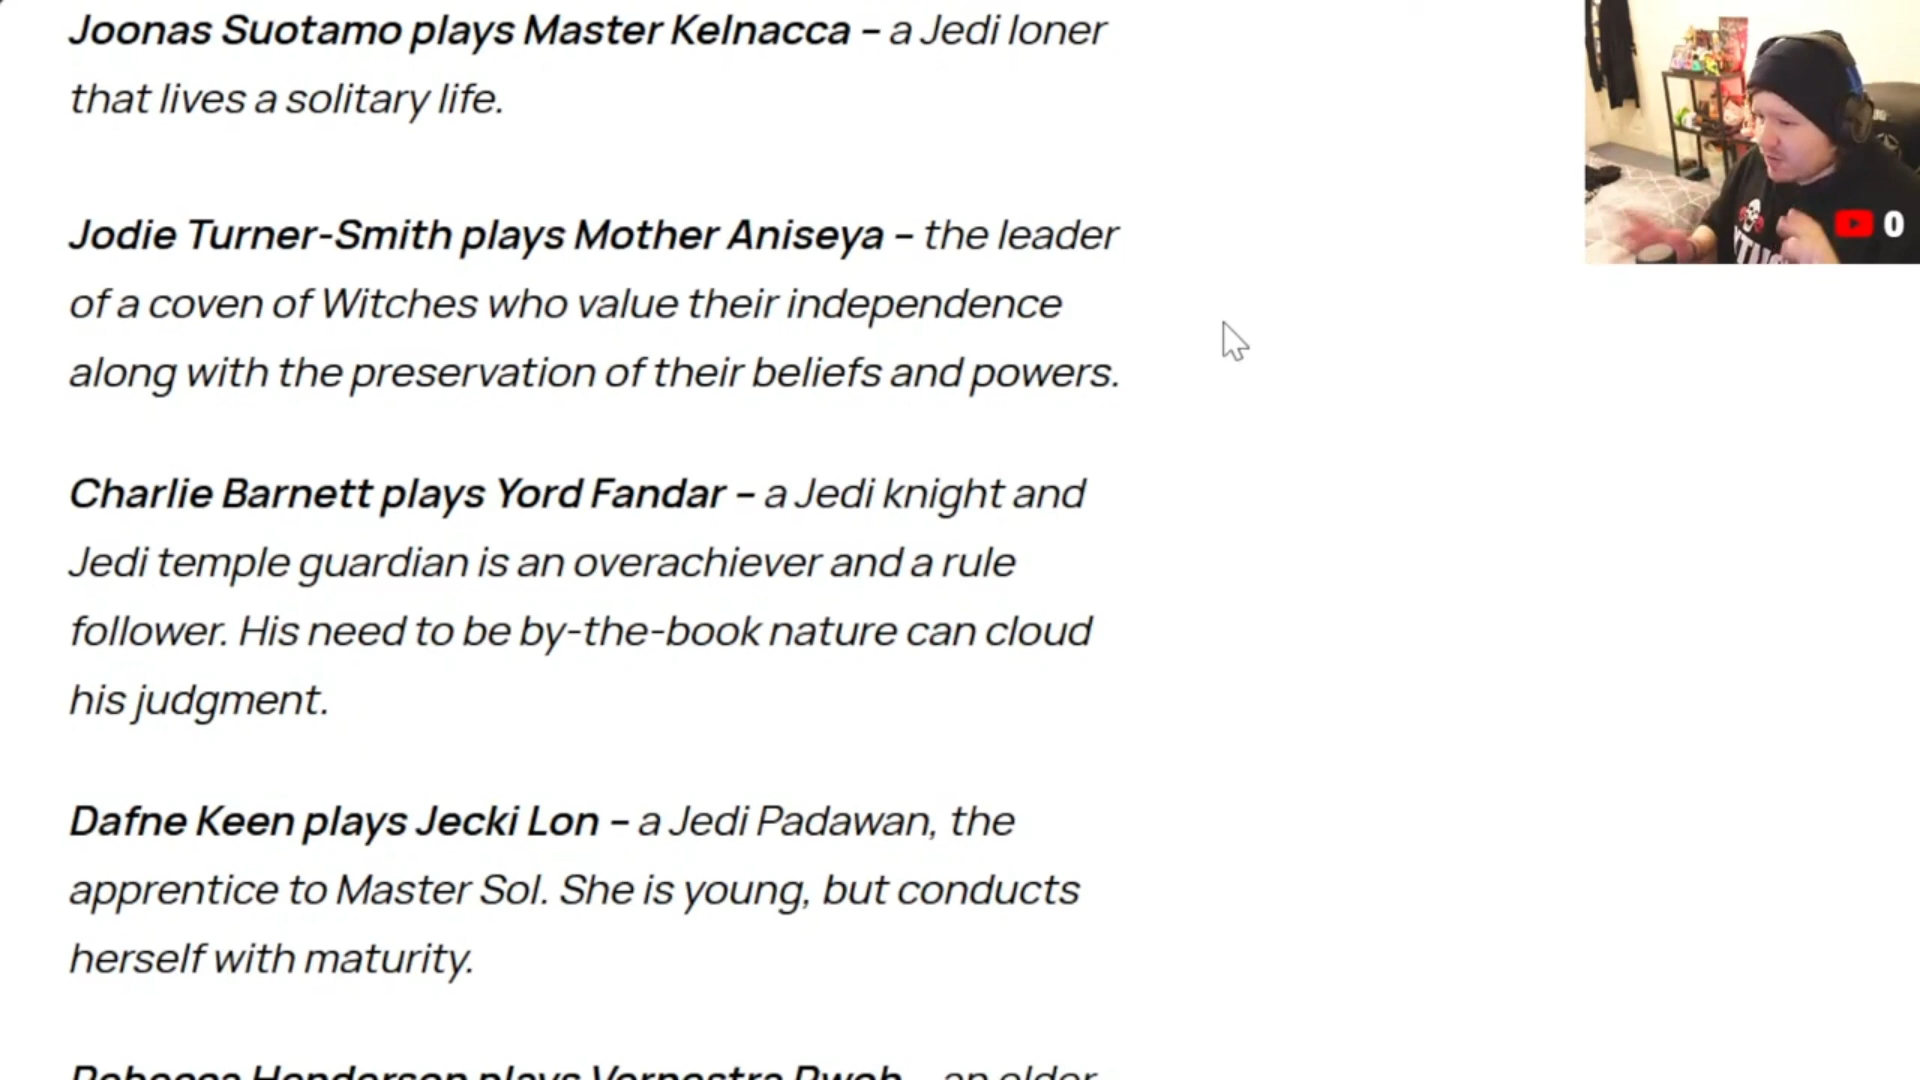 Joonas Suotamo plays Master Kelnacca – a Jedi loner
that lives a solitary life.
Jodie Turner-Smith plays Mother Aniseya – the leader
of a coven of Witches who value their independence
along with the preservation of their beliefs and powers.
Charlie Barnett plays Yord Fandar – a Jedi knight and
Jedi temple guardian is an overachiever and a rule
follower. His need to be by-the-book nature can cloud
his judgment.
Dafne Keen plays Jecki Lon – a Jedi Padawan, the
apprentice to Master Sol. She is young, but conducts
herself with maturity.
Rebecca Henderson plays Vernestra Rwoh – an older
0